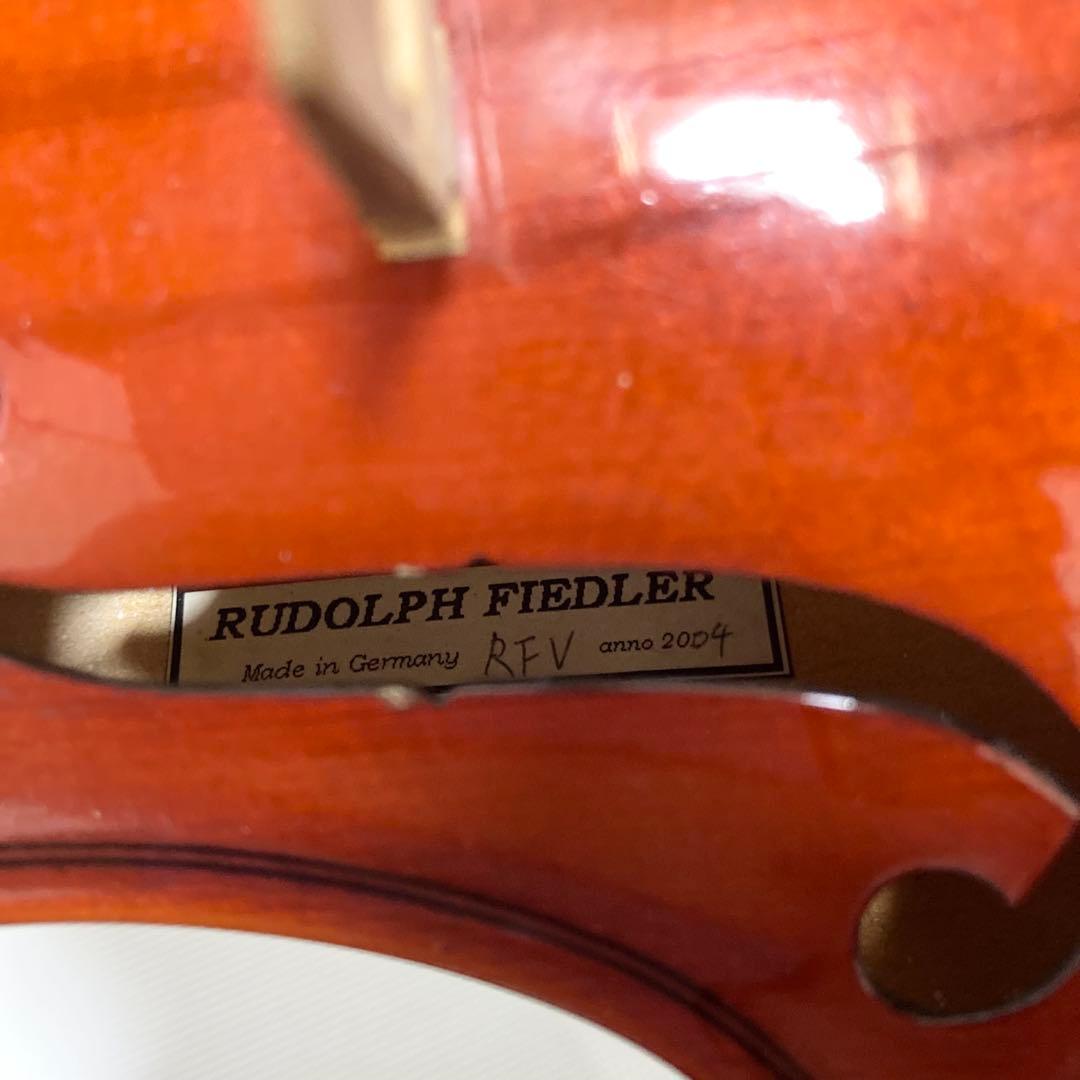 RUDOLPH FIEDLER
Made in Germany RFV anno 2004